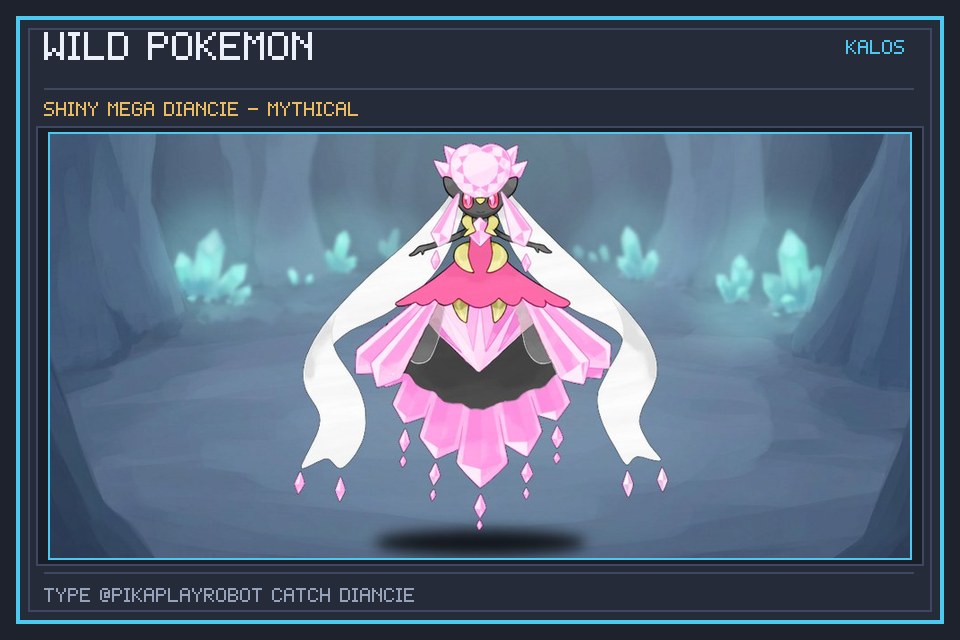 WILD POKEMON
KALOS
SHINY MEGA DIANCIE - MYTHICAL
TYPE @PIKAPLAYROBOT CATCH DIANCIE